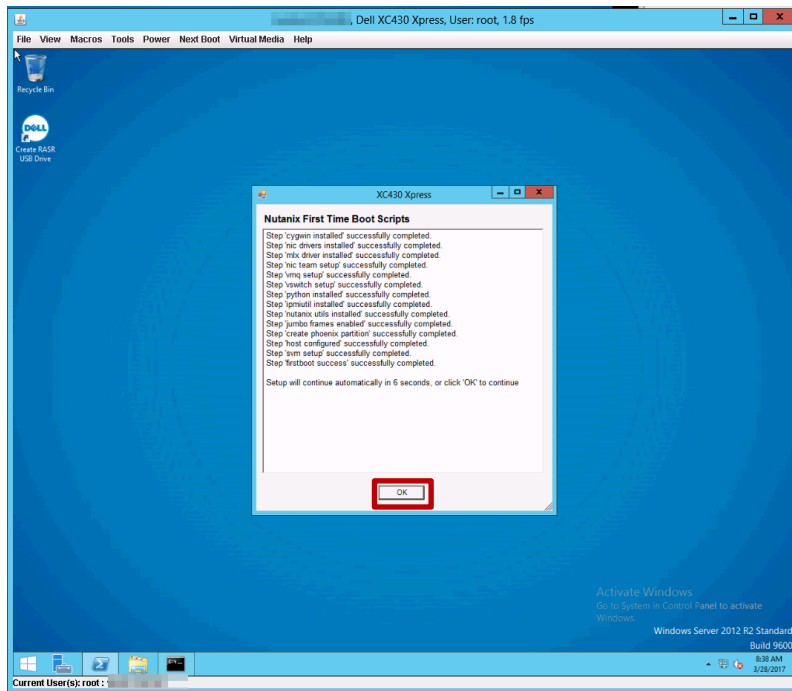 , Dell XC430 Xpress, User: root, 1.8 fps
File View Macros Tools Power Next Boot Virtual Media Help
Recycle Bin
DELL
Create RASR
USB Drive
XC430 Xpress
Nutanix First Time Boot Scripts
Step 'cygwin installed' successfully completed.
Step 'nic drivers installed' successfully completed.
Step 'mlx driver installed' successfully completed.
Step 'nic team setup' successfully completed.
Step 'vmq setup' successfully completed.
Step 'vswitch setup' successfully completed.
Step 'python installed' successfully completed.
Step 'ipmiutil installed' successfully completed.
Step 'nutanix utils installed' successfully completed.
Step 'jumbo frames enabled' successfully completed.
Step 'create phoenix partition' successfully completed.
Step 'host configured' successfully completed.
Step 'svm setup' successfully completed.
Step 'firstboot success' successfully completed.
Setup will continue automatically in 6 seconds, or click 'OK' to continue
OK
Activate Windows
Go to System in Control Panel to activate
Windows.
Windows Server 2012 R2 Standard
Build 9600
8:38 AM
3/28/2017
Current User(s): root :